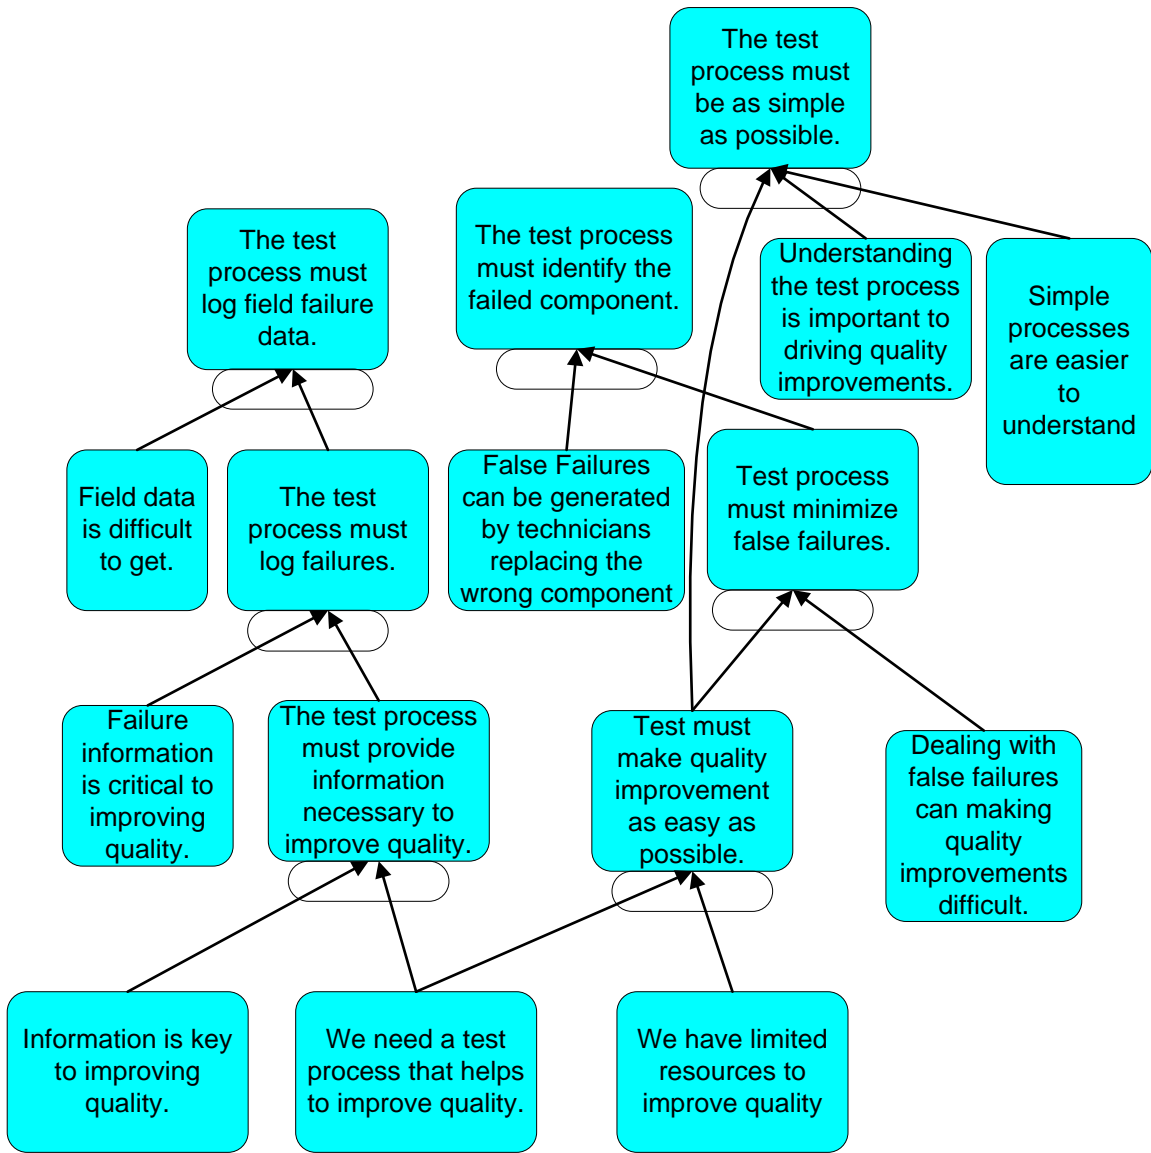 The test
process must
be as simple
as possible.
The test process
must identify the
failed component.
The test
process must
log field failure
data.
Understanding
the test process
is important to
driving quality
improvements.
Simple
processes
are easier
to
understand
Field data
is difficult
to get.
The test
process must
log failures.
False Failures
can be generated
by technicians
replacing the
wrong component
Test process
must minimize
false failures.
Failure
information
is critical to
improving
quality.
The test process
must provide
information
necessary to
improve quality.
Test must
make quality
improvement
as easy as
possible.
Dealing with
false failures
can making
quality
improvements
difficult.
Information is key
to improving
quality.
We need a test
process that helps
to improve quality.
We have limited
resources to
improve quality